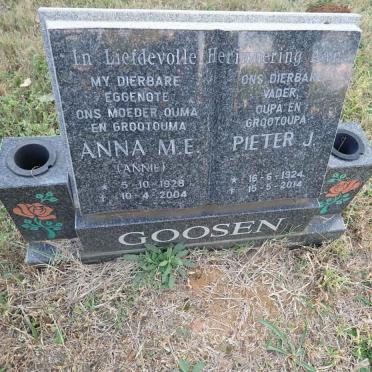 In Liefdevolle Herinnering Aan
MY DIERBARE
EGGENOTE,
ONS MOEDER, OUMA
EN GROOTOUMA
ANNA M.E.
(ANNIE)
* 5-10-1928
† 10-4-2004
ONS DIERBARE
VADER,
OUPA EN
GROOTOUPA
PIETER J.
* 16-6-1924
† 15-5-2014
GOOSEN